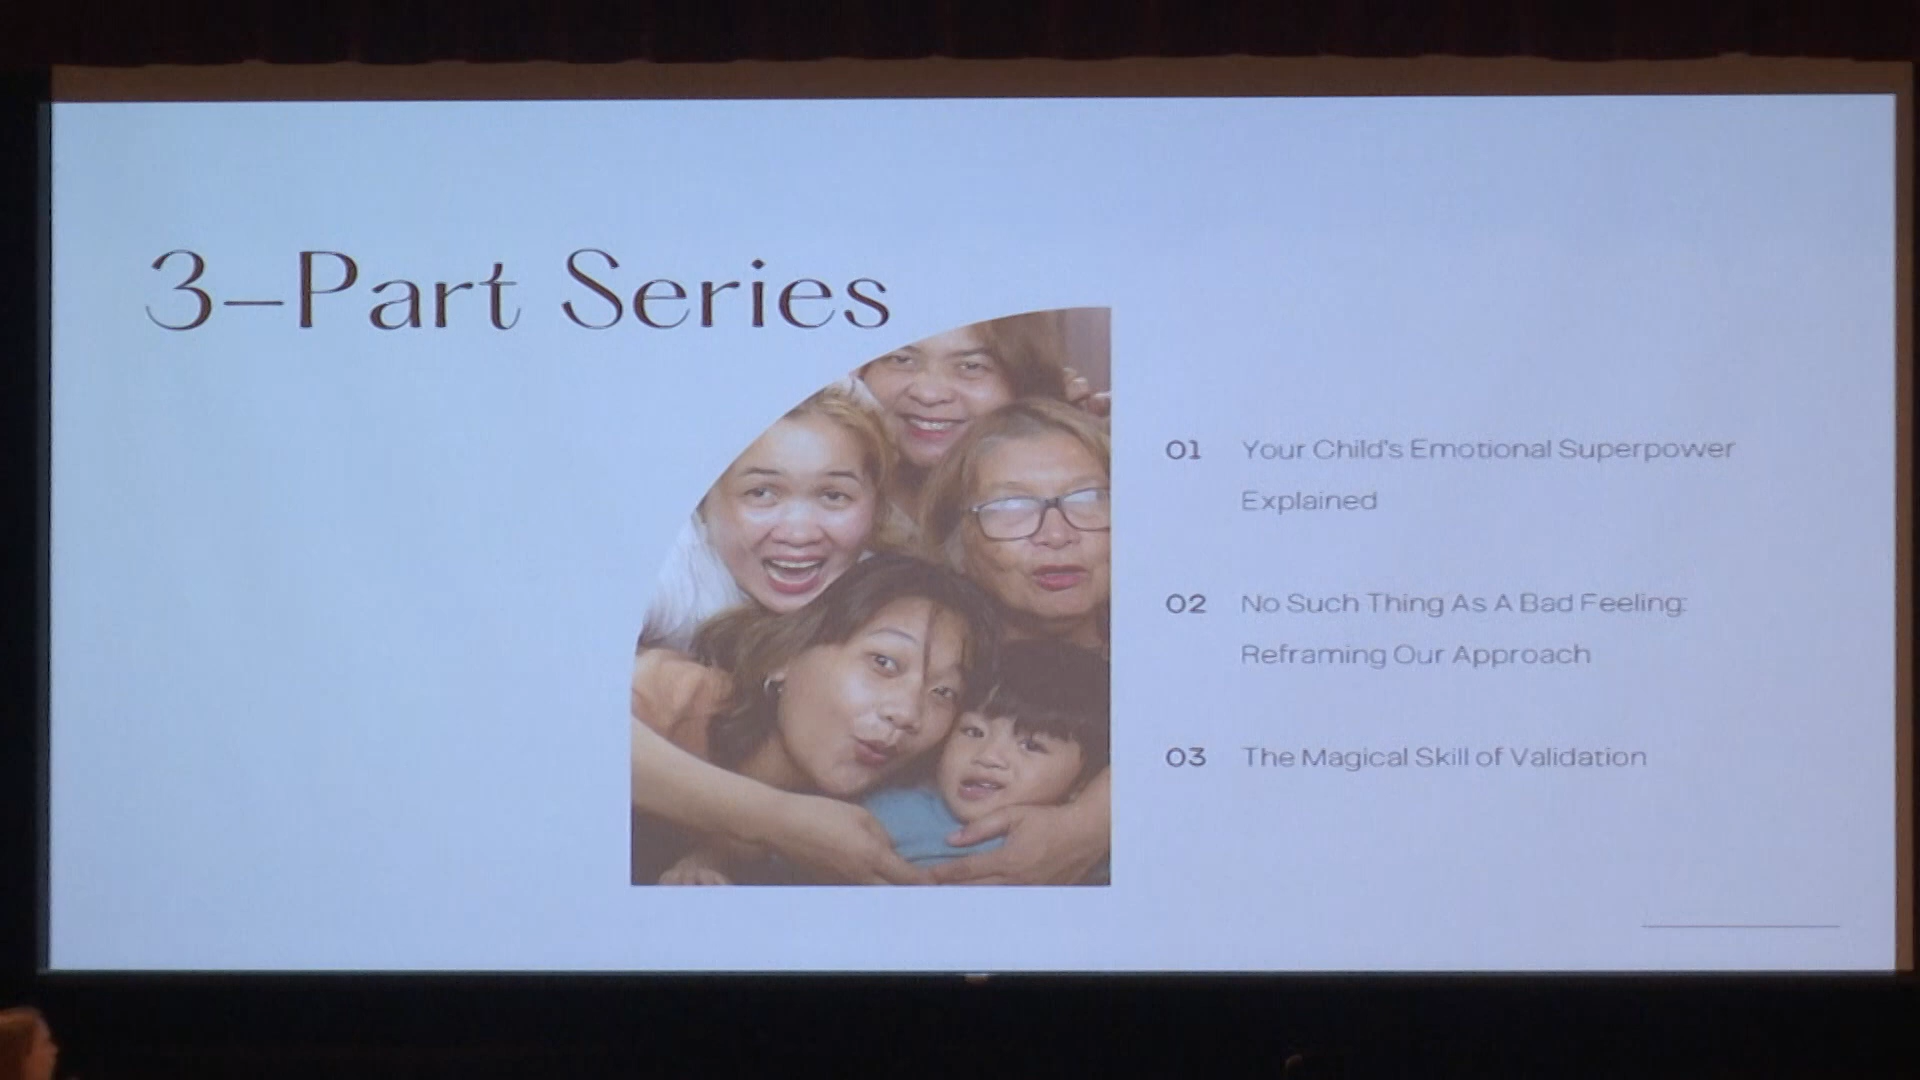 3-Part Series
01 Your Child's Emotional Superpower
Explained
02 No Such Thing As A Bad Feeling:
Reframing Our Approach
03 The Magical Skill of Validation